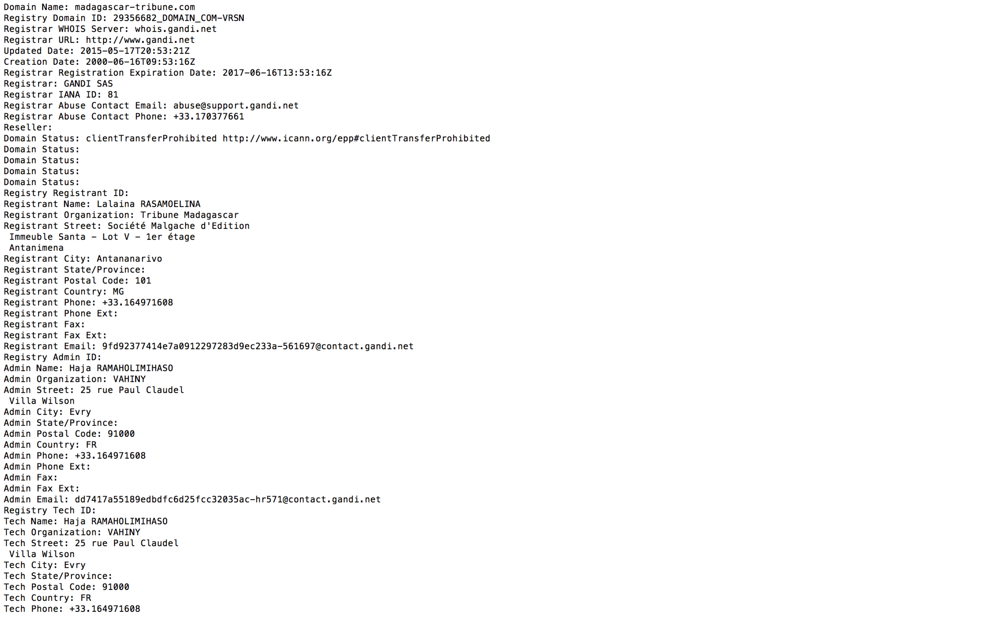 Domain Name: madagascar-tribune.com
Registry Domain ID: 29356682_DOMAIN_COM-VRSN
Registrar WHOIS Server: whois.gandi.net
Registrar URL: http://www.gandi.net
Updated Date: 2015-05-17T20:53:21Z
Creation Date: 2000-06-16T09:53:16Z
Registrar Registration Expiration Date: 2017-06-16T13:53:16Z
Registrar: GANDI SAS
Registrar IANA ID: 81
Registrar Abuse Contact Email: abuse@support.gandi.net
Registrar Abuse Contact Phone: +33.170377661
Reseller:
Domain Status: clientTransferProhibited http://www.icann.org/epp#clientTransferProhibited
Domain Status:
Domain Status:
Domain Status:
Domain Status:
Registry Registrant ID:
Registrant Name: Lalaina RASAMOELINA
Registrant Organization: Tribune Madagascar
Registrant Street: Société Malgache d'Edition
Immeuble Santa – Lot V – 1er étage
Antanimena
Registrant City: Antananarivo
Registrant State/Province:
Registrant Postal Code: 101
Registrant Country: MG
Registrant Phone: +33.164971608
Registrant Phone Ext:
Registrant Fax:
Registrant Fax Ext:
Registrant Email: 9fd92377414e7a0912297283d9ec233a-561697@contact.gandi.net
Registry Admin ID:
Admin Name: Haja RAMAHOLIMIHASO
Admin Organization: VAHINY
Admin Street: 25 rue Paul Claudel
Villa Wilson
Admin City: Evry
Admin State/Province:
Admin Postal Code: 91000
Admin Country: FR
Admin Phone: +33.164971608
Admin Phone Ext:
Admin Fax:
Admin Fax Ext:
Admin Email: dd7417a55189edbdfc6d25fcc32035ac-hr571@contact.gandi.net
Registry Tech ID:
Tech Name: Haja RAMAHOLIMIHASO
Tech Organization: VAHINY
Tech Street: 25 rue Paul Claudel
Villa Wilson
Tech City: Evry
Tech State/Province:
Tech Postal Code: 91000
Tech Country: FR
Tech Phone: +33.164971608